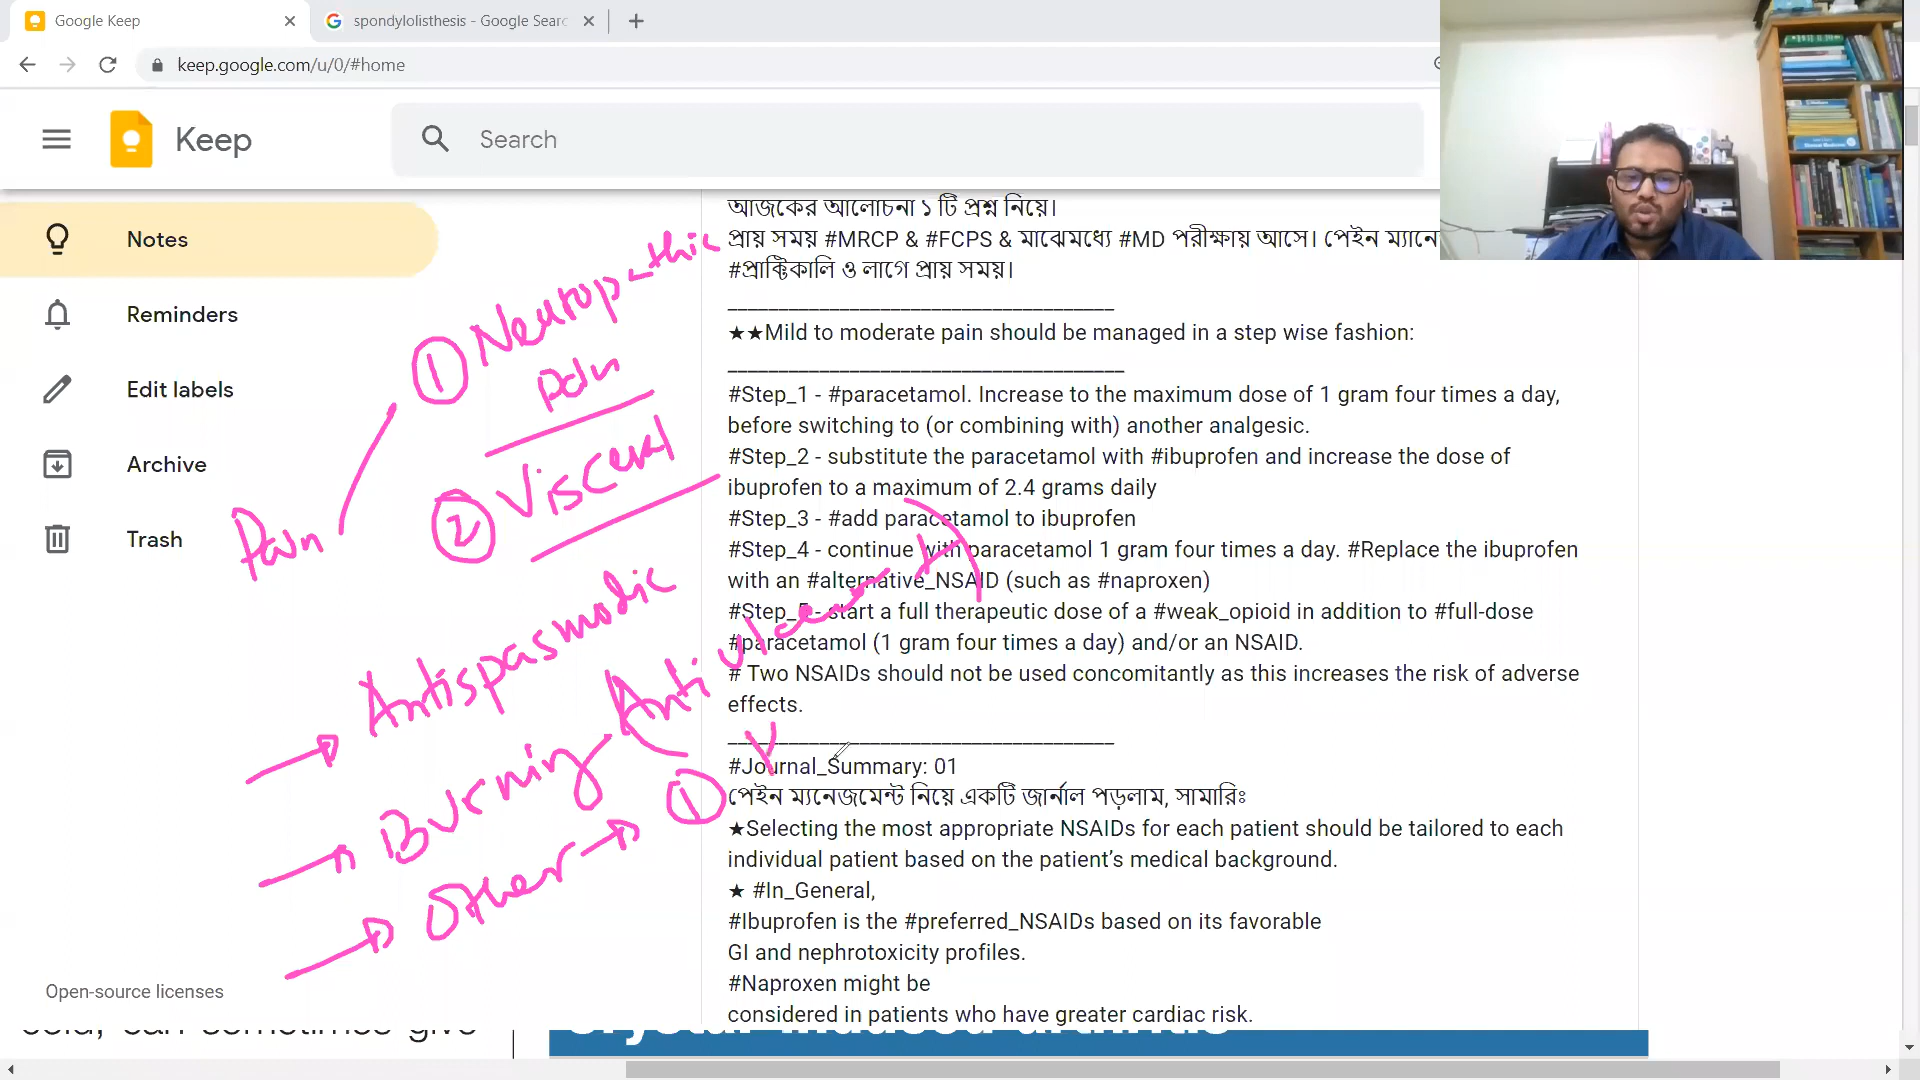 Google Keep
spondylolisthesis - Google Searc
keep.google.com/u/0/#home
Keep
Search
Notes
Reminders
Edit labels
Archive
Trash
Open-source licenses
আজকের আলোচনা ১ টি প্রশ্ন নিয়ে।
প্রায় সময় #MRCP & #FCPS & মাঝেমধ্যে #MD পরীক্ষায় আসে। পেইন ম্যানে
#প্রাক্টিকালি ও লাগে প্রায় সময়।
★★Mild to moderate pain should be managed in a step wise fashion:
#Step_1 - #paracetamol. Increase to the maximum dose of 1 gram four times a day,
before switching to (or combining with) another analgesic.
#Step_2 - substitute the paracetamol with #ibuprofen and increase the dose of
ibuprofen to a maximum of 2.4 grams daily
#Step_3 - #add paracetamol to ibuprofen
#Step_4 - continue with paracetamol 1 gram four times a day. #Replace the ibuprofen
with an #alternative_NSAID (such as #naproxen)
#Step_5 - start a full therapeutic dose of a #weak_opioid in addition to #full-dose
#paracetamol (1 gram four times a day) and/or an NSAID.
# Two NSAIDs should not be used concomitantly as this increases the risk of adverse
effects.
#Journal_Summary: 01
পেইন ম্যনেজমেন্ট নিয়ে একটি জার্নাল পড়লাম, সামারিঃ
★Selecting the most appropriate NSAIDs for each patient should be tailored to each
individual patient based on the patient's medical background.
★ #In_General,
#Ibuprofen is the #preferred_NSAIDs based on its favorable
GI and nephrotoxicity profiles.
#Naproxen might be
considered in patients who have greater cardiac risk.
Pain
① Neuropathic
Pain
② Visceral
Antispasmodic
Burning
Anti ulcerant
Other
①